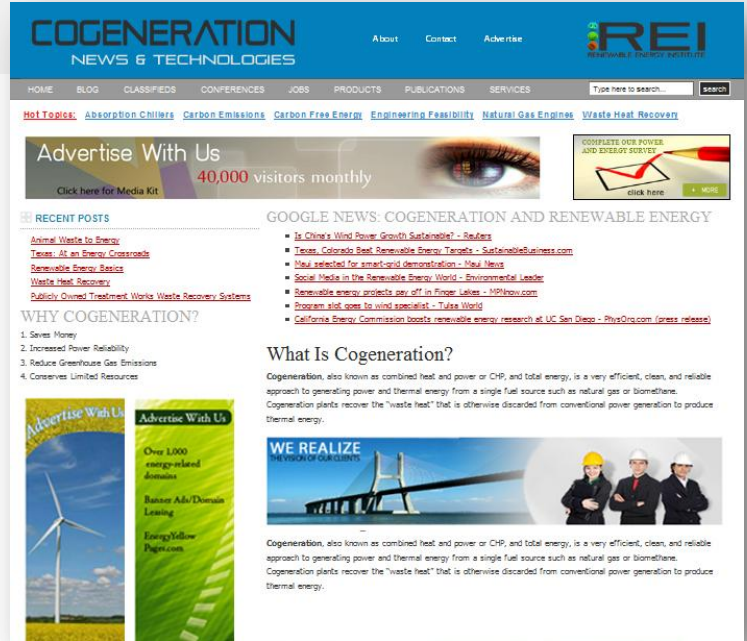 COGENERATION
NEWS & TECHNOLOGIES
About Contact Advertise
REI
RENEWABLE ENERGY INSTITUTE
HOME BLOG CLASSIFIEDS CONFERENCES JOBS PRODUCTS PUBLICATIONS SERVICES
Type here to search... search
Hot Topics: Absorption Chillers Carbon Emissions Carbon Free Energy Engineering Feasibility Natural Gas Engines Waste Heat Recovery
Advertise With Us
40,000 visitors monthly
Click here for Media Kit
COMPLETE OUR POWER
AND ENERGY SURVEY
click here
MORE
RECENT POSTS
Animal Waste to Energy
Texas: At an Energy Crossroads
Renewable Energy Basics
Waste Heat Recovery
Publicly Owned Treatment Works Waste Recovery Systems
WHY COGENERATION?
1. Saves Money
2. Increased Power Reliability
3. Reduce Greenhouse Gas Emissions
4. Conserves Limited Resources
Advertise With Us
Advertise With Us
Over 1,000
energy-related
domains
Banner Ads/Domain
Leasing
EnergyYellow
Pages.com
GOOGLE NEWS: COGENERATION AND RENEWABLE ENERGY
Is China's Wind Power Growth Sustainable? - Reuters
Texas, Colorado Beat Renewable Energy Targets - SustainableBusiness.com
Maui selected for smart-grid demonstration - Maui News
Social Media in the Renewable Energy World - Environmental Leader
Renewable energy projects pay off in Finger Lakes - MPNnow.com
Program slot goes to wind specialist - Tulsa World
California Energy Commission boosts renewable energy research at UC San Diego - PhysOrg.com (press release)
What Is Cogeneration?
Cogeneration, also known as combined heat and power or CHP, and total energy, is a very efficient, clean, and reliable
approach to generating power and thermal energy from a single fuel source such as natural gas or biomethane.
Cogeneration plants recover the "waste heat" that is otherwise discarded from conventional power generation to produce
thermal energy.
WE REALIZE
THE VISION OF OUR CLIENTS
Cogeneration, also known as combined heat and power or CHP, and total energy, is a very efficient, clean, and reliable
approach to generating power and thermal energy from a single fuel source such as natural gas or biomethane.
Cogeneration plants recover the "waste heat" that is otherwise discarded from conventional power generation to produce
thermal energy.